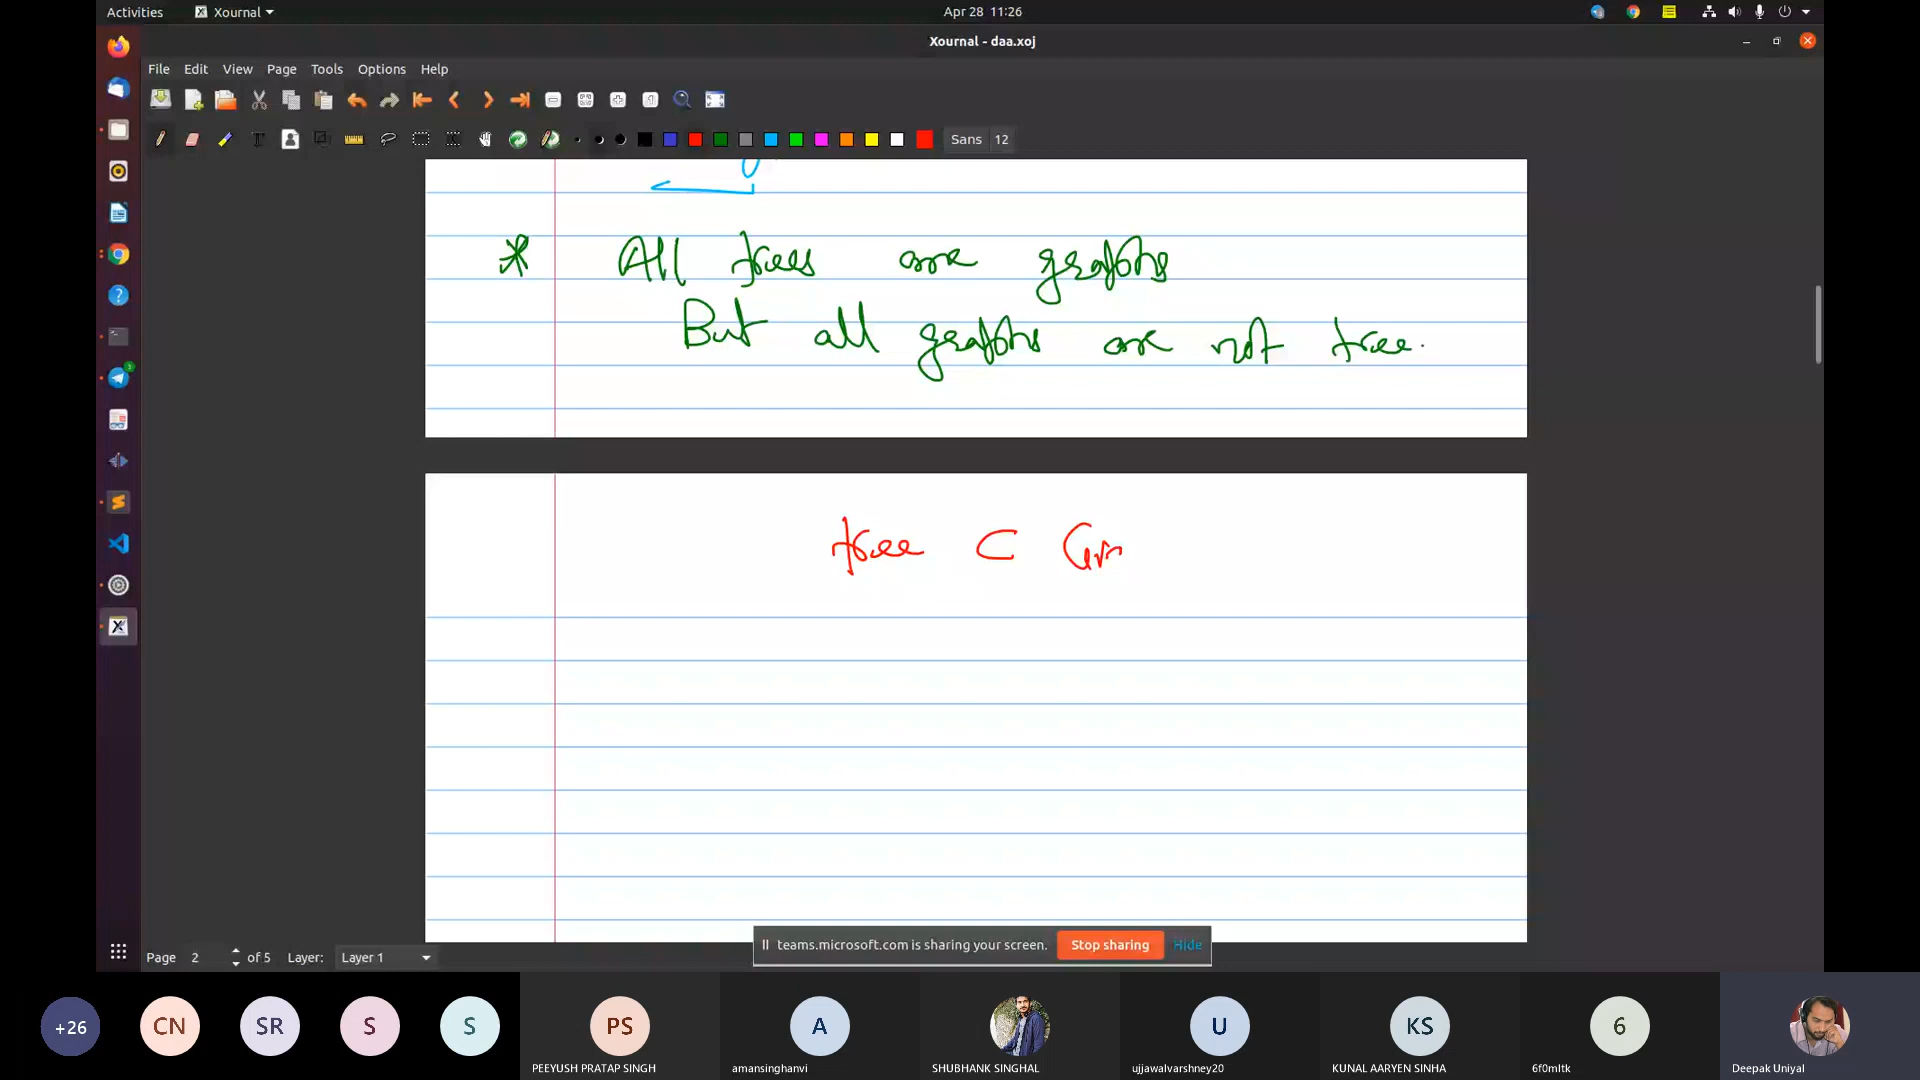 Activities Xournal Apr 28 11:26
Xournal - daa.xoj
File Edit View Page Tools Options Help
Sans 12
* All trees are graphs
But all graphs are not tree.
tree ⊂ Gr
teams.microsoft.com is sharing your screen. Stop sharing Hide
Page 2 of 5 Layer: Layer 1
+26 CN SR S S PS A U KS 6
PEEYUSH PRATAP SINGH amansinghanvi SHUBHANK SINGHAL ujjawalvarshney20 KUNAL AARYEN SINHA 6f0mltk Deepak Uniyal